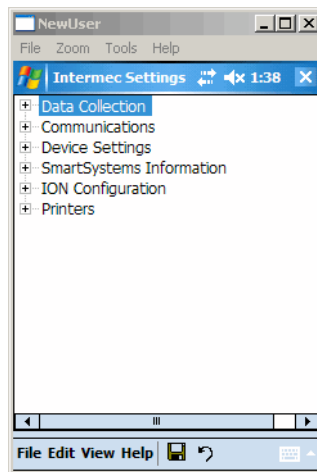 NewUser
File Zoom Tools Help
Intermec Settings 1:38
Data Collection
Communications
Device Settings
SmartSystems Information
ION Configuration
Printers
File Edit View Help